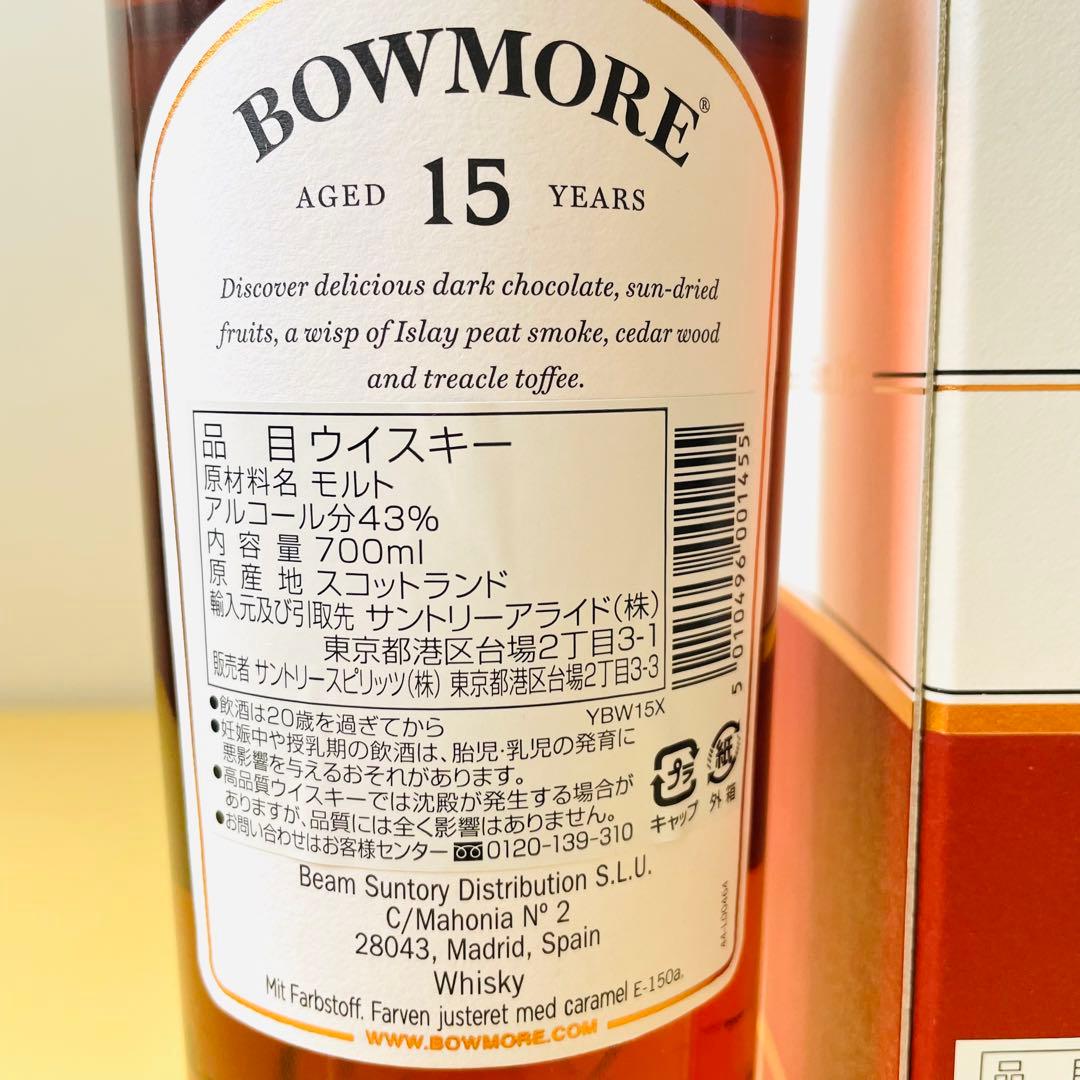 BOWMORE®
AGED 15 YEARS
Discover delicious dark chocolate, sun-dried
fruits, a wisp of Islay peat smoke, cedar wood
and treacle toffee.
品 目 ウイスキー
原材料名 モルト
アルコール分43%
内容量 700ml
原産地 スコットランド
輸入元及び引取先 サントリーアライド(株)
東京都港区台場2丁目3-1
販売者 サントリースピリッツ(株) 東京都港区台場2丁目3-3
5 010496 001455
●飲酒は20歳を過ぎてから YBW15X
●妊娠中や授乳期の飲酒は、胎児・乳児の発育に
悪影響を与えるおそれがあります。
●高品質ウイスキーでは沈殿が発生する場合が
ありますが、品質には全く影響はありません。
●お問い合わせはお客様センター 0120-139-310
プラ
キャップ
紙
外箱
Beam Suntory Distribution S.L.U.
C/Mahonia Nº 2
28043, Madrid, Spain
Whisky
Mit Farbstoff. Farven justeret med caramel E-150a.
WWW.BOWMORE.COM
44-L00464
品 目